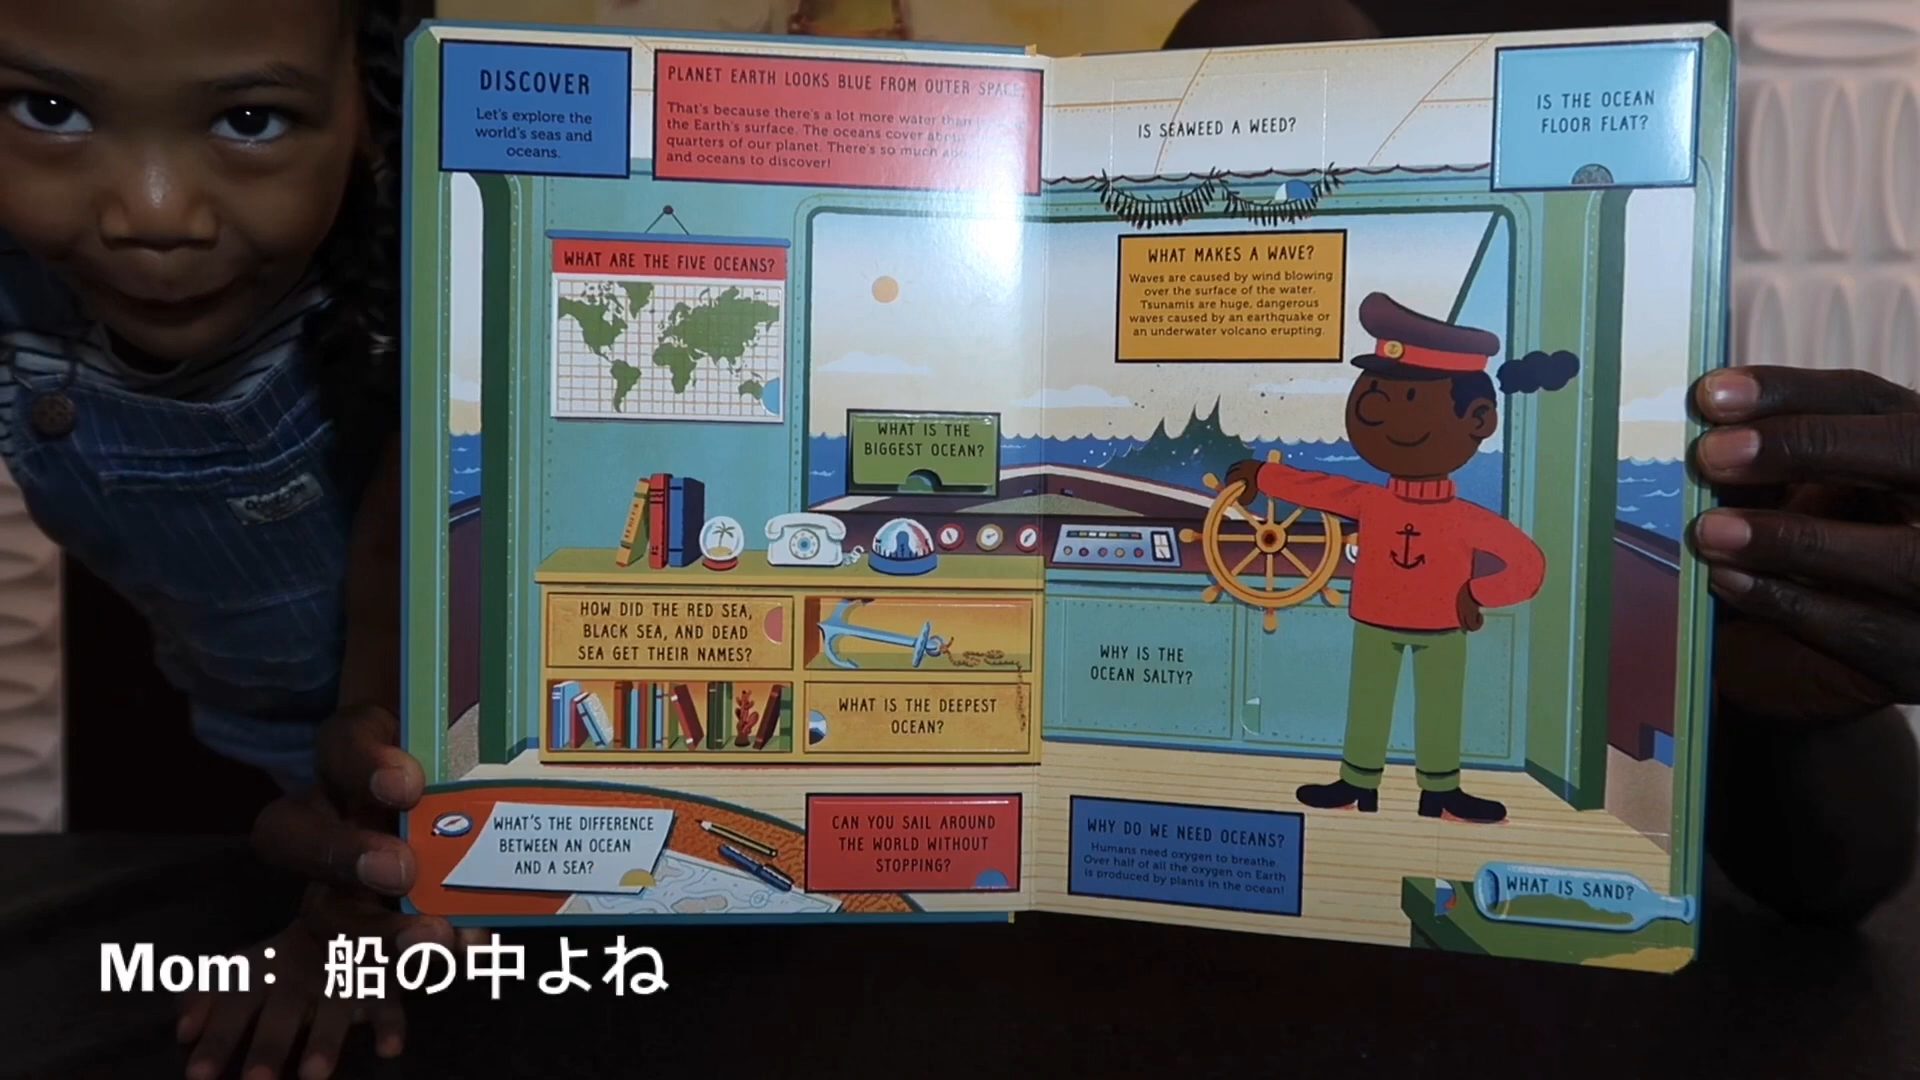 DISCOVER
Let's explore the
world's seas and
oceans.
PLANET EARTH LOOKS BLUE FROM OUTER SPACE.
That's because there's a lot more water than
the Earth's surface. The oceans cover about
quarters of our planet. There's so much
and oceans to discover!
IS SEAWEED A WEED?
IS THE OCEAN
FLOOR FLAT?
WHAT ARE THE FIVE OCEANS?
WHAT MAKES A WAVE?
Waves are caused by wind blowing
over the surface of the water.
Tsunamis are huge, dangerous
waves caused by an earthquake or
an underwater volcano erupting.
WHAT IS THE
BIGGEST OCEAN?
HOW DID THE RED SEA,
BLACK SEA, AND DEAD
SEA GET THEIR NAMES?
WHAT IS THE DEEPEST
OCEAN?
WHY IS THE
OCEAN SALTY?
WHAT'S THE DIFFERENCE
BETWEEN AN OCEAN
AND A SEA?
CAN YOU SAIL AROUND
THE WORLD WITHOUT
STOPPING?
WHY DO WE NEED OCEANS?
Humans need oxygen to breathe.
Over half of all the oxygen on Earth
is produced by plants in the ocean!
WHAT IS SAND?
Mom：船の中よね